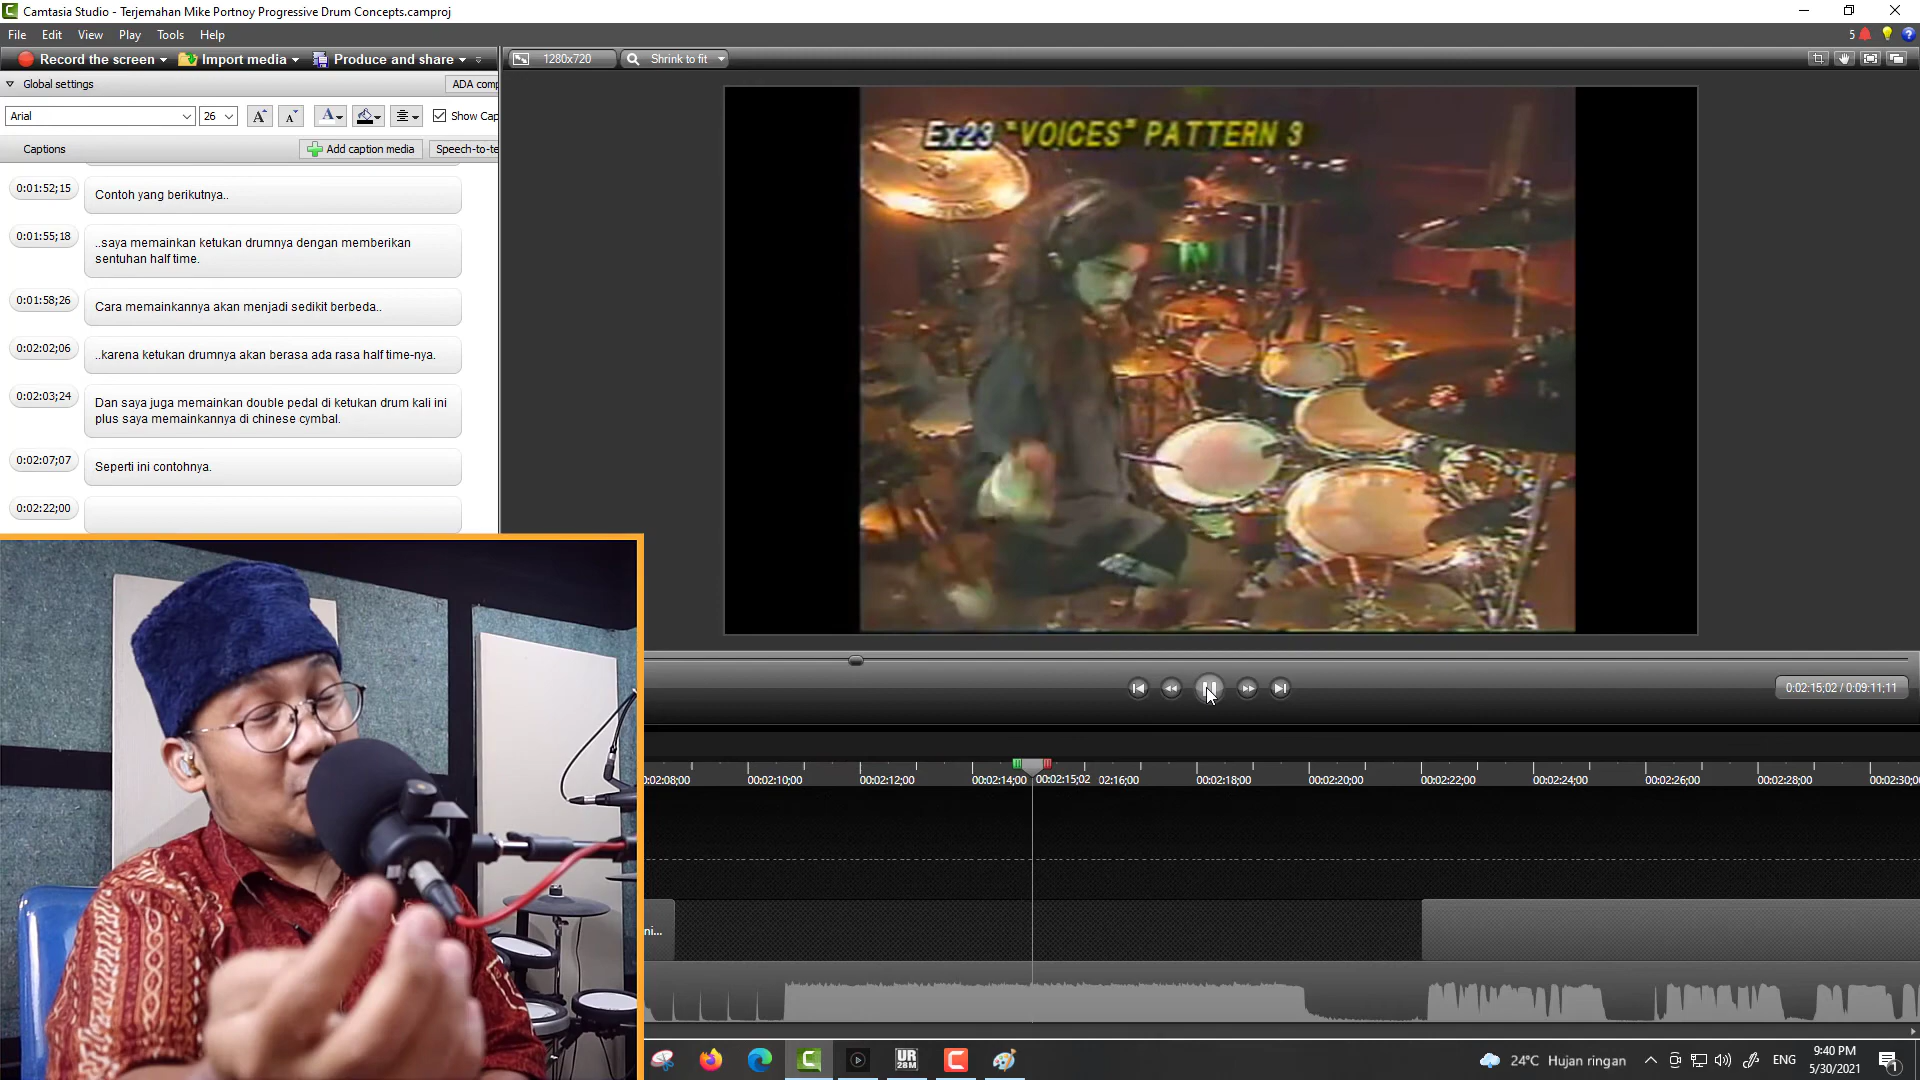 Camtasia Studio - Terjemahan Mike Portnoy Progressive Drum Concepts.camproj
File Edit View Play Tools Help
5
Record the screen Import media Produce and share
1280x720 Shrink to fit
Global settings
ADA comp
Arial 26 Show Cap
Captions Add caption media Speech-to-te
0:01:52;15 Contoh yang berikutnya..
0:01:55;18 ..saya memainkan ketukan drumnya dengan memberikan
sentuhan half time.
0:01:58;26 Cara memainkannya akan menjadi sedikit berbeda..
0:02:02;06 ..karena ketukan drumnya akan berasa ada rasa half time-nya.
0:02:03;24 Dan saya juga memainkan double pedal di ketukan drum kali ini
plus saya memainkannya di chinese cymbal.
0:02:07;07 Seperti ini contohnya.
0:02:22;00
Ex23 "VOICES" PATTERN 3
0:02:15;02 / 0:09:11;11
02:08;00 00:02:10;00 00:02:12;00 00:02:14;00 00:02:15;02 02:16;00 00:02:18;00 00:02:20;00 00:02:22;00 00:02:24;00 00:02:26;00 00:02:28;00 00:02:30;0
ni...
UR
28M
24°C Hujan ringan
ENG
9:40 PM
5/30/2021
1